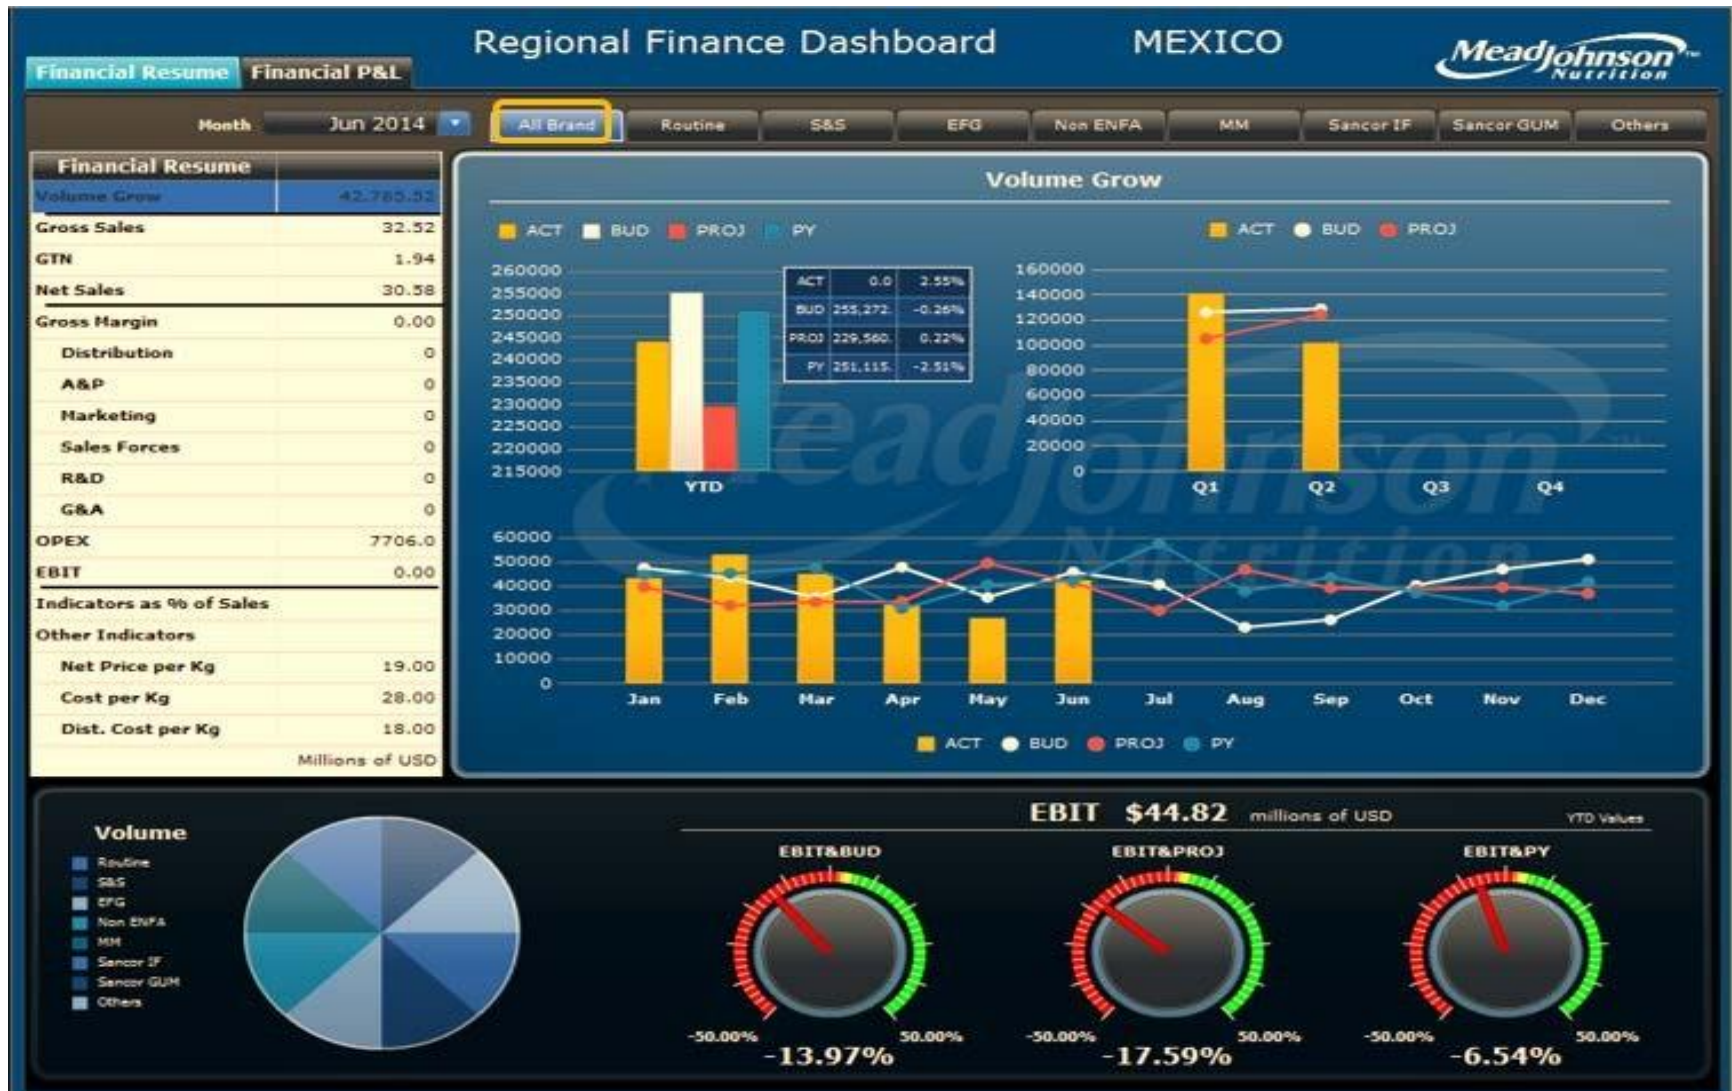 Regional Finance Dashboard MEXICO
MeadJohnson™
Nutrition
Financial Resume Financial P&L
Month Jun 2014 All Brand Routine S&S EFG Non ENFA MM Sancor IF Sancor GUM Others
Financial Resume
Volume Grow 42.765.52
Gross Sales 32.52
GTN 1.94
Net Sales 30.58
Gross Margin 0.00
Distribution 0
A&P 0
Marketing 0
Sales Forces 0
R&D 0
G&A 0
OPEX 7706.0
EBIT 0.00
Indicators as % of Sales
Other Indicators
Net Price per Kg 19.00
Cost per Kg 28.00
Dist. Cost per Kg 18.00
Millions of USD
Volume Grow
ACT BUD PROJ PY
260000
255000
250000
245000
240000
235000
230000
225000
220000
215000
YTD
ACT 0.0 2.55%
BUD 255,272. -0.26%
PROJ 229,560. 0.22%
PY 251,115. -2.51%
ACT BUD PROJ
160000
140000
120000
100000
80000
60000
40000
20000
0
Q1 Q2 Q3 Q4
MeadJohnson™
Nutrition
60000
50000
40000
30000
20000
10000
0
Jan Feb Mar Apr May Jun Jul Aug Sep Oct Nov Dec
ACT BUD PROJ PY
Volume
Routine
S&S
EFG
Non ENFA
MM
Sancor IF
Sancor GUM
Others
EBIT $44.82 millions of USD YTD Values
EBIT&BUD EBIT&PROJ EBIT&PY
-50.00% 50.00% -50.00% 50.00% -50.00% 50.00%
-13.97% -17.59% -6.54%